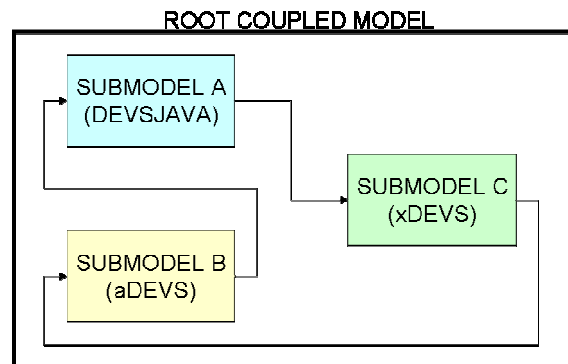 ROOT COUPLED MODEL
SUBMODEL A
(DEVSJAVA)
SUBMODEL C
(xDEVS)
SUBMODEL B
(aDEVS)